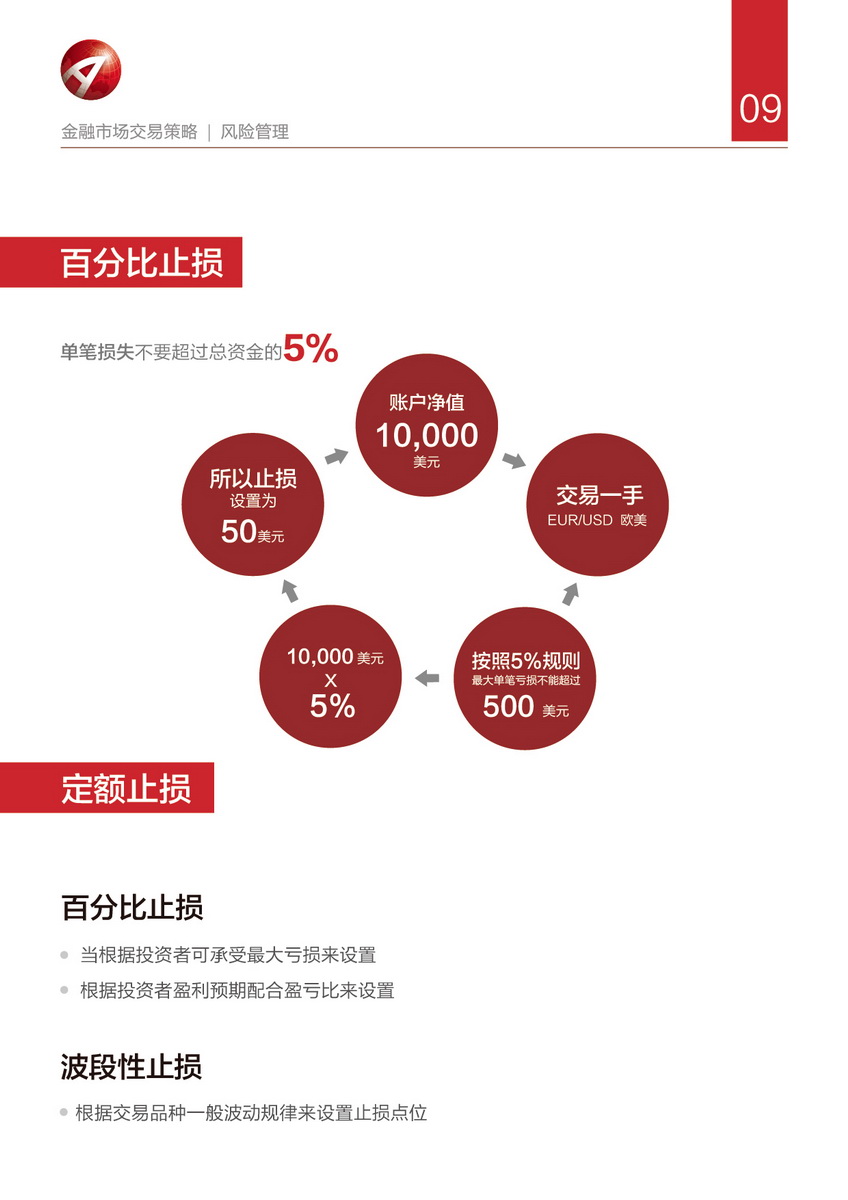 金融市场交易策略 | 风险管理
09
百分比止损
单笔损失不要超过总资金的5%
账户净值
10,000
美元
交易一手
EUR/USD 欧美
按照5%规则
最大单笔亏损不能超过
500 美元
10,000 美元
X
5%
所以止损
设置为
50美元
定额止损
百分比止损
当根据投资者可承受最大亏损来设置
根据投资者盈利预期配合盈亏比来设置
波段性止损
根据交易品种一般波动规律来设置止损点位